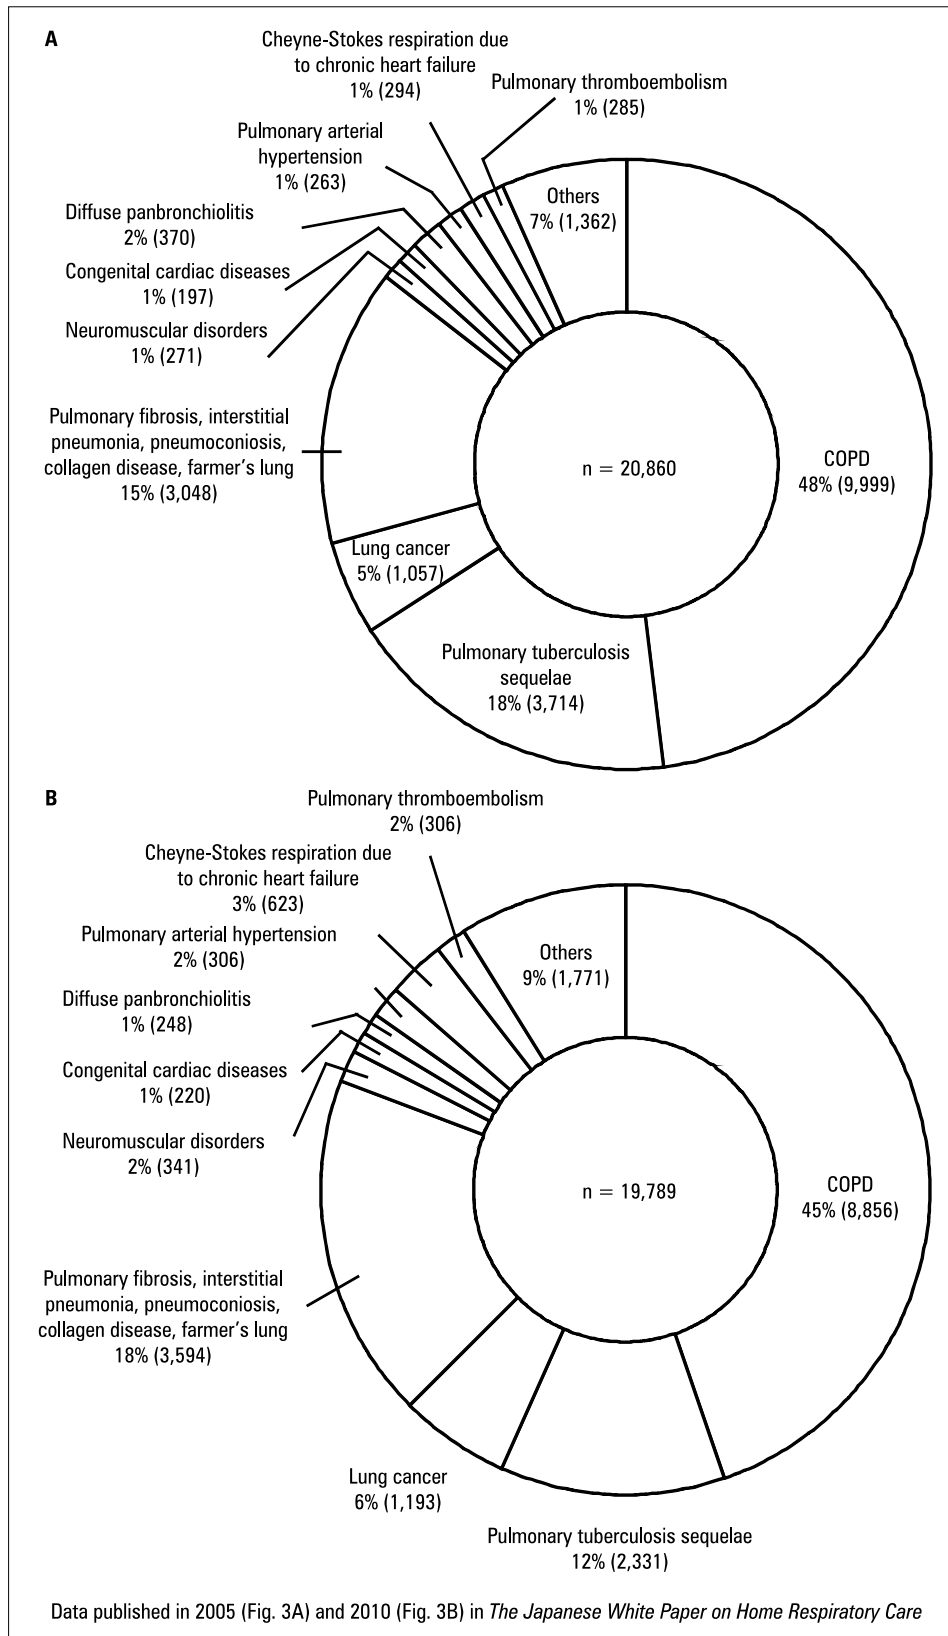 A
Cheyne-Stokes respiration due
to chronic heart failure
1% (294)
Pulmonary thromboembolism
1% (285)
Pulmonary arterial
hypertension
1% (263)
Others
7% (1,362)
Diffuse panbronchiolitis
2% (370)
Congenital cardiac diseases
1% (197)
Neuromuscular disorders
1% (271)
Pulmonary fibrosis, interstitial
pneumonia, pneumoconiosis,
collagen disease, farmer's lung
15% (3,048)
n = 20,860
COPD
48% (9,999)
Lung cancer
5% (1,057)
Pulmonary tuberculosis
sequelae
18% (3,714)
B
Pulmonary thromboembolism
2% (306)
Cheyne-Stokes respiration due
to chronic heart failure
3% (623)
Pulmonary arterial hypertension
2% (306)
Others
9% (1,771)
Diffuse panbronchiolitis
1% (248)
Congenital cardiac diseases
1% (220)
Neuromuscular disorders
2% (341)
n = 19,789
COPD
45% (8,856)
Pulmonary fibrosis, interstitial
pneumonia, pneumoconiosis,
collagen disease, farmer's lung
18% (3,594)
Lung cancer
6% (1,193)
Pulmonary tuberculosis sequelae
12% (2,331)
Data published in 2005 (Fig. 3A) and 2010 (Fig. 3B) in The Japanese White Paper on Home Respiratory Care